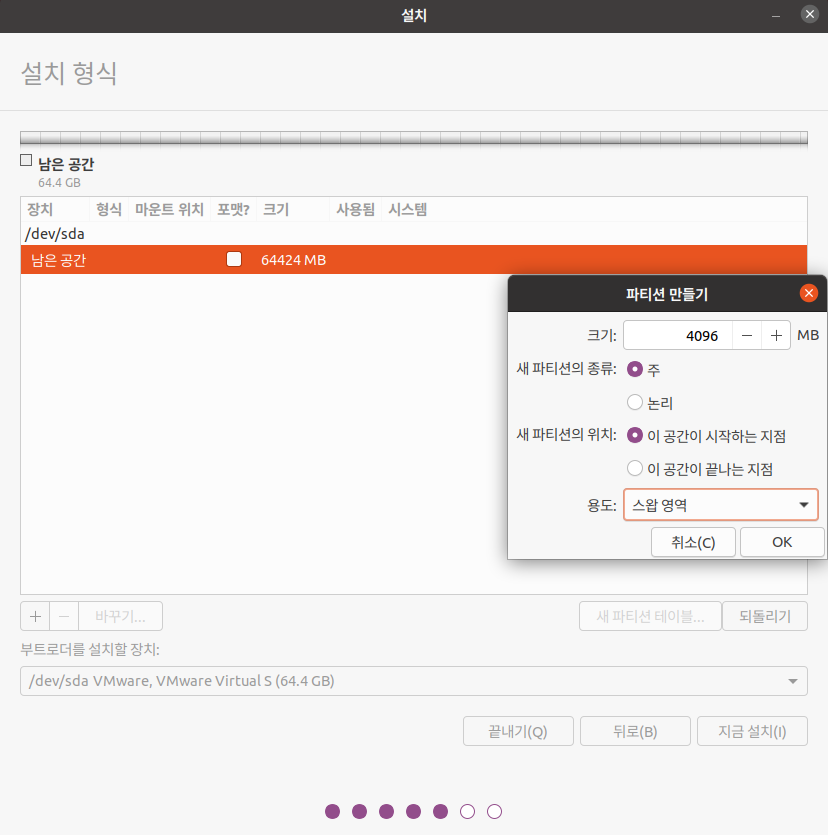 설치
설치 형식
남은 공간
64.4 GB
장치 형식 마운트 위치 포맷? 크기 사용됨 시스템
/dev/sda
남은 공간 64424 MB
파티션 만들기
크기: 4096 MB
새 파티션의 종류: 주
논리
새 파티션의 위치: 이 공간이 시작하는 지점
이 공간이 끝나는 지점
용도: 스왑 영역
취소(C) OK
+ − 바꾸기... 새 파티션 테이블... 되돌리기
부트로더를 설치할 장치:
/dev/sda VMware, VMware Virtual S (64.4 GB)
끝내기(Q) 뒤로(B) 지금 설치(I)